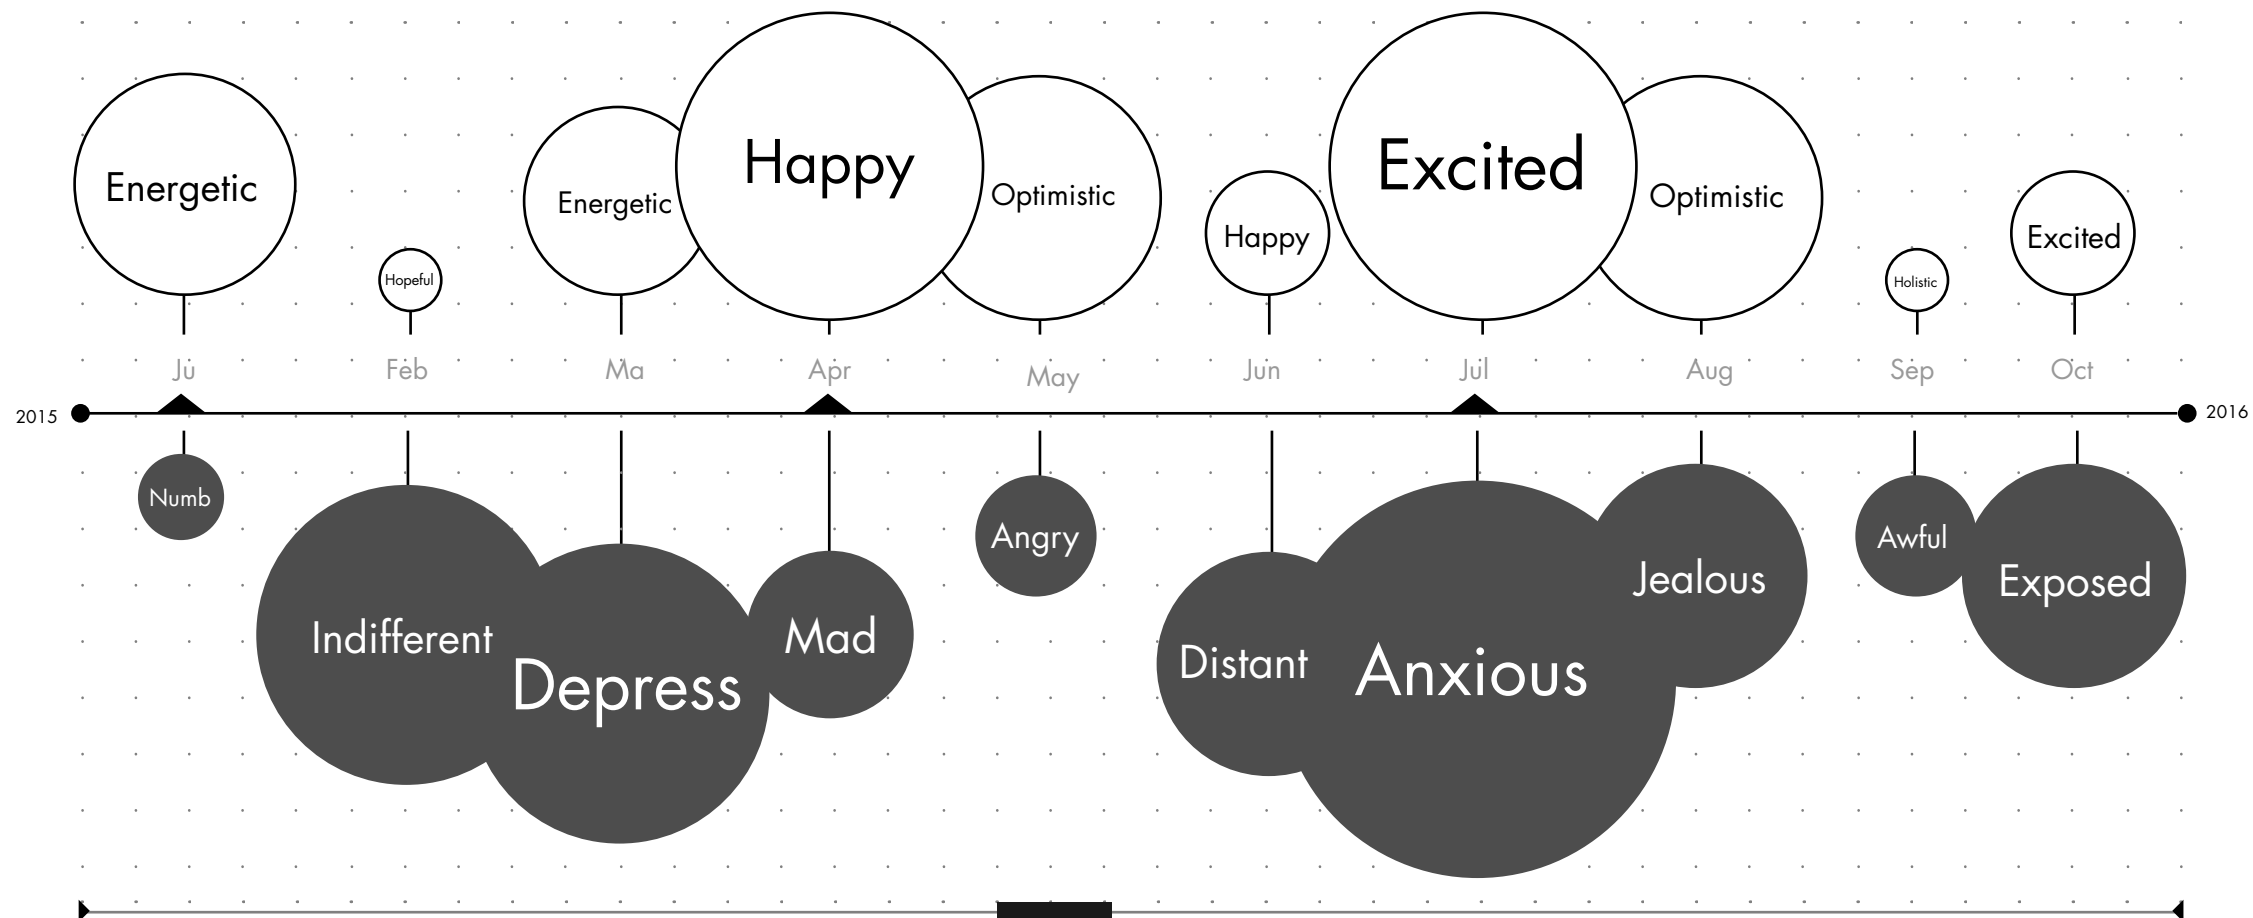 Energetic
Hopeful
Energetic
Happy
Optimistic
Happy
Excited
Optimistic
Holistic
Excited
Ju Feb Ma Apr May Jun Jul Aug Sep Oct
2015 2016
Numb
Indifferent
Depress
Mad
Angry
Distant
Anxious
Jealous
Awful
Exposed